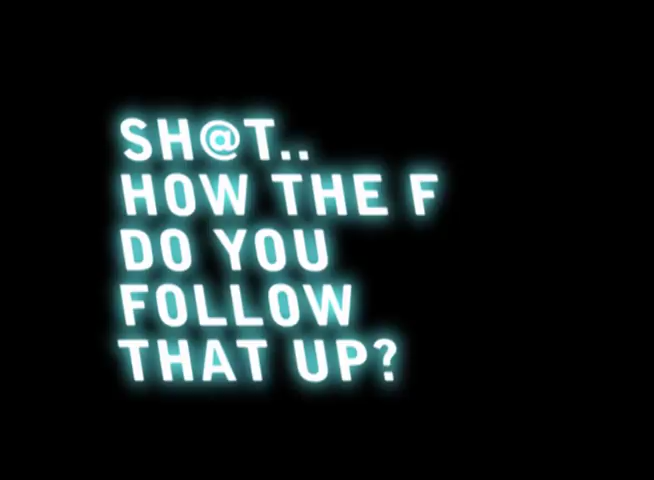 SH@T..
HOW THE F
DO YOU
FOLLOW
THAT UP?